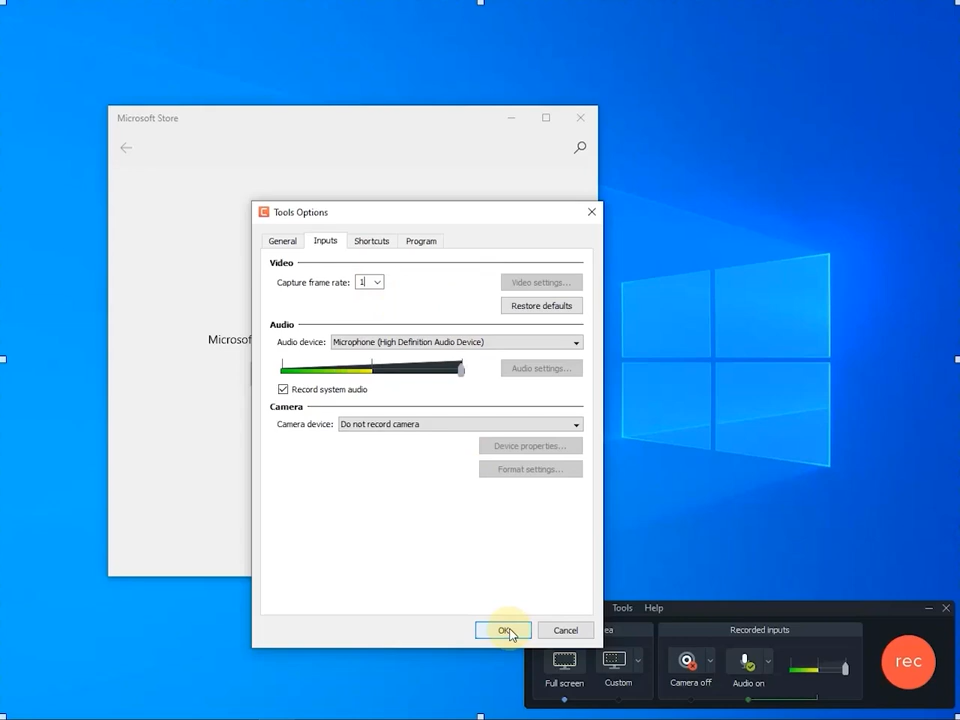 Microsoft Store
Tools Options
General Inputs Shortcuts Program
Video
Capture frame rate: 1 Video settings...
Restore defaults
Audio
Audio device: Microphone (High Definition Audio Device)
Audio settings...
Record system audio
Camera
Camera device: Do not record camera
Device properties...
Format settings...
OK Cancel
Tools Help
Recorded inputs
rec
Full screen Custom Camera off Audio on